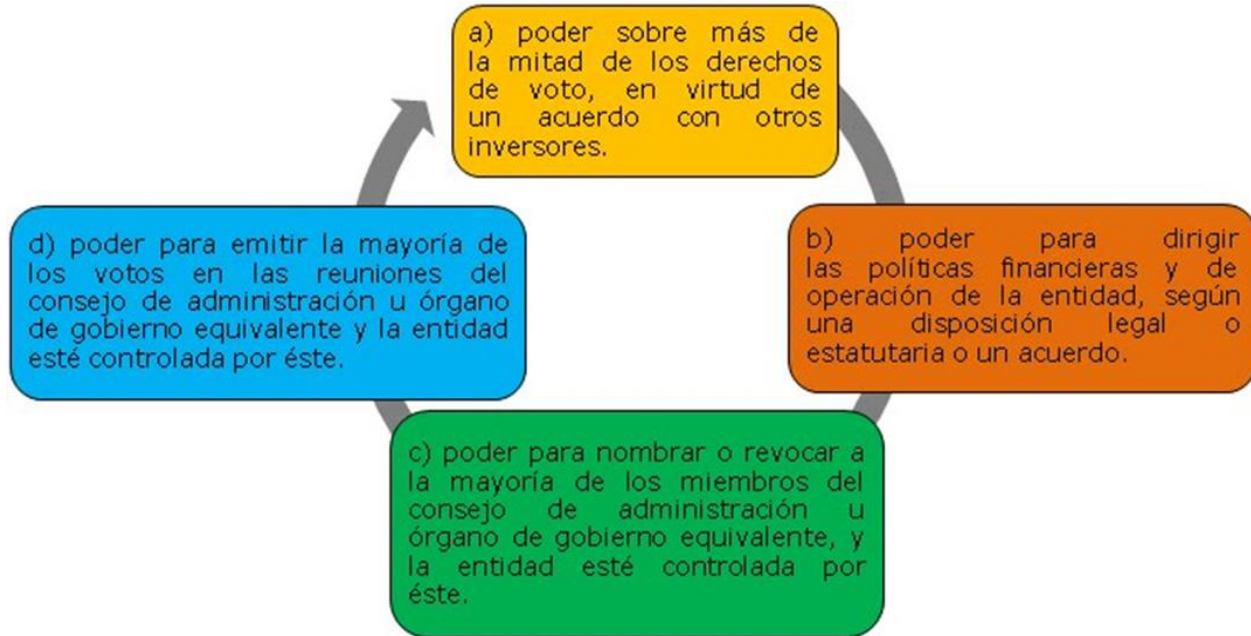 a) poder sobre más de
la mitad de los derechos
de voto, en virtud de
un acuerdo con otros
inversores.
b) poder para dirigir
las políticas financieras y de
operación de la entidad, según
una disposición legal o
estatutaria o un acuerdo.
c) poder para nombrar o revocar a
la mayoría de los miembros del
consejo de administración u
órgano de gobierno equivalente, y
la entidad esté controlada por
éste.
d) poder para emitir la mayoría de
los votos en las reuniones del
consejo de administración u órgano
de gobierno equivalente y la entidad
esté controlada por éste.